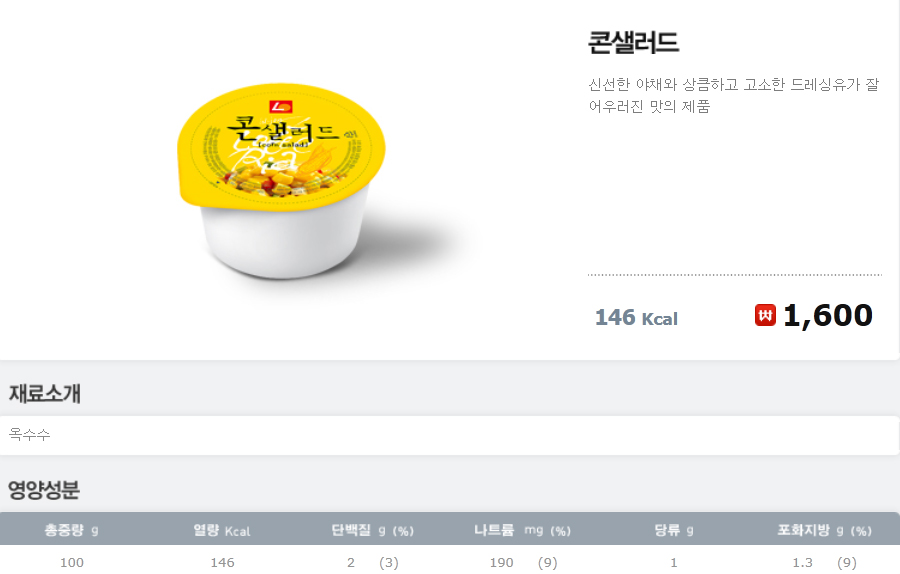 콘샐러드
신선한 야채와 상큼하고 고소한 드레싱유가 잘
어우러진 맛의 제품
콘샐러드
[coln salad]
146 Kcal
1,600
재료소개
옥수수
영양성분
총중량 g 열량 Kcal 단백질 g (%) 나트륨 mg (%) 당류 g 포화지방 g (%)
100 146 2 (3) 190 (9) 1 1.3 (9)